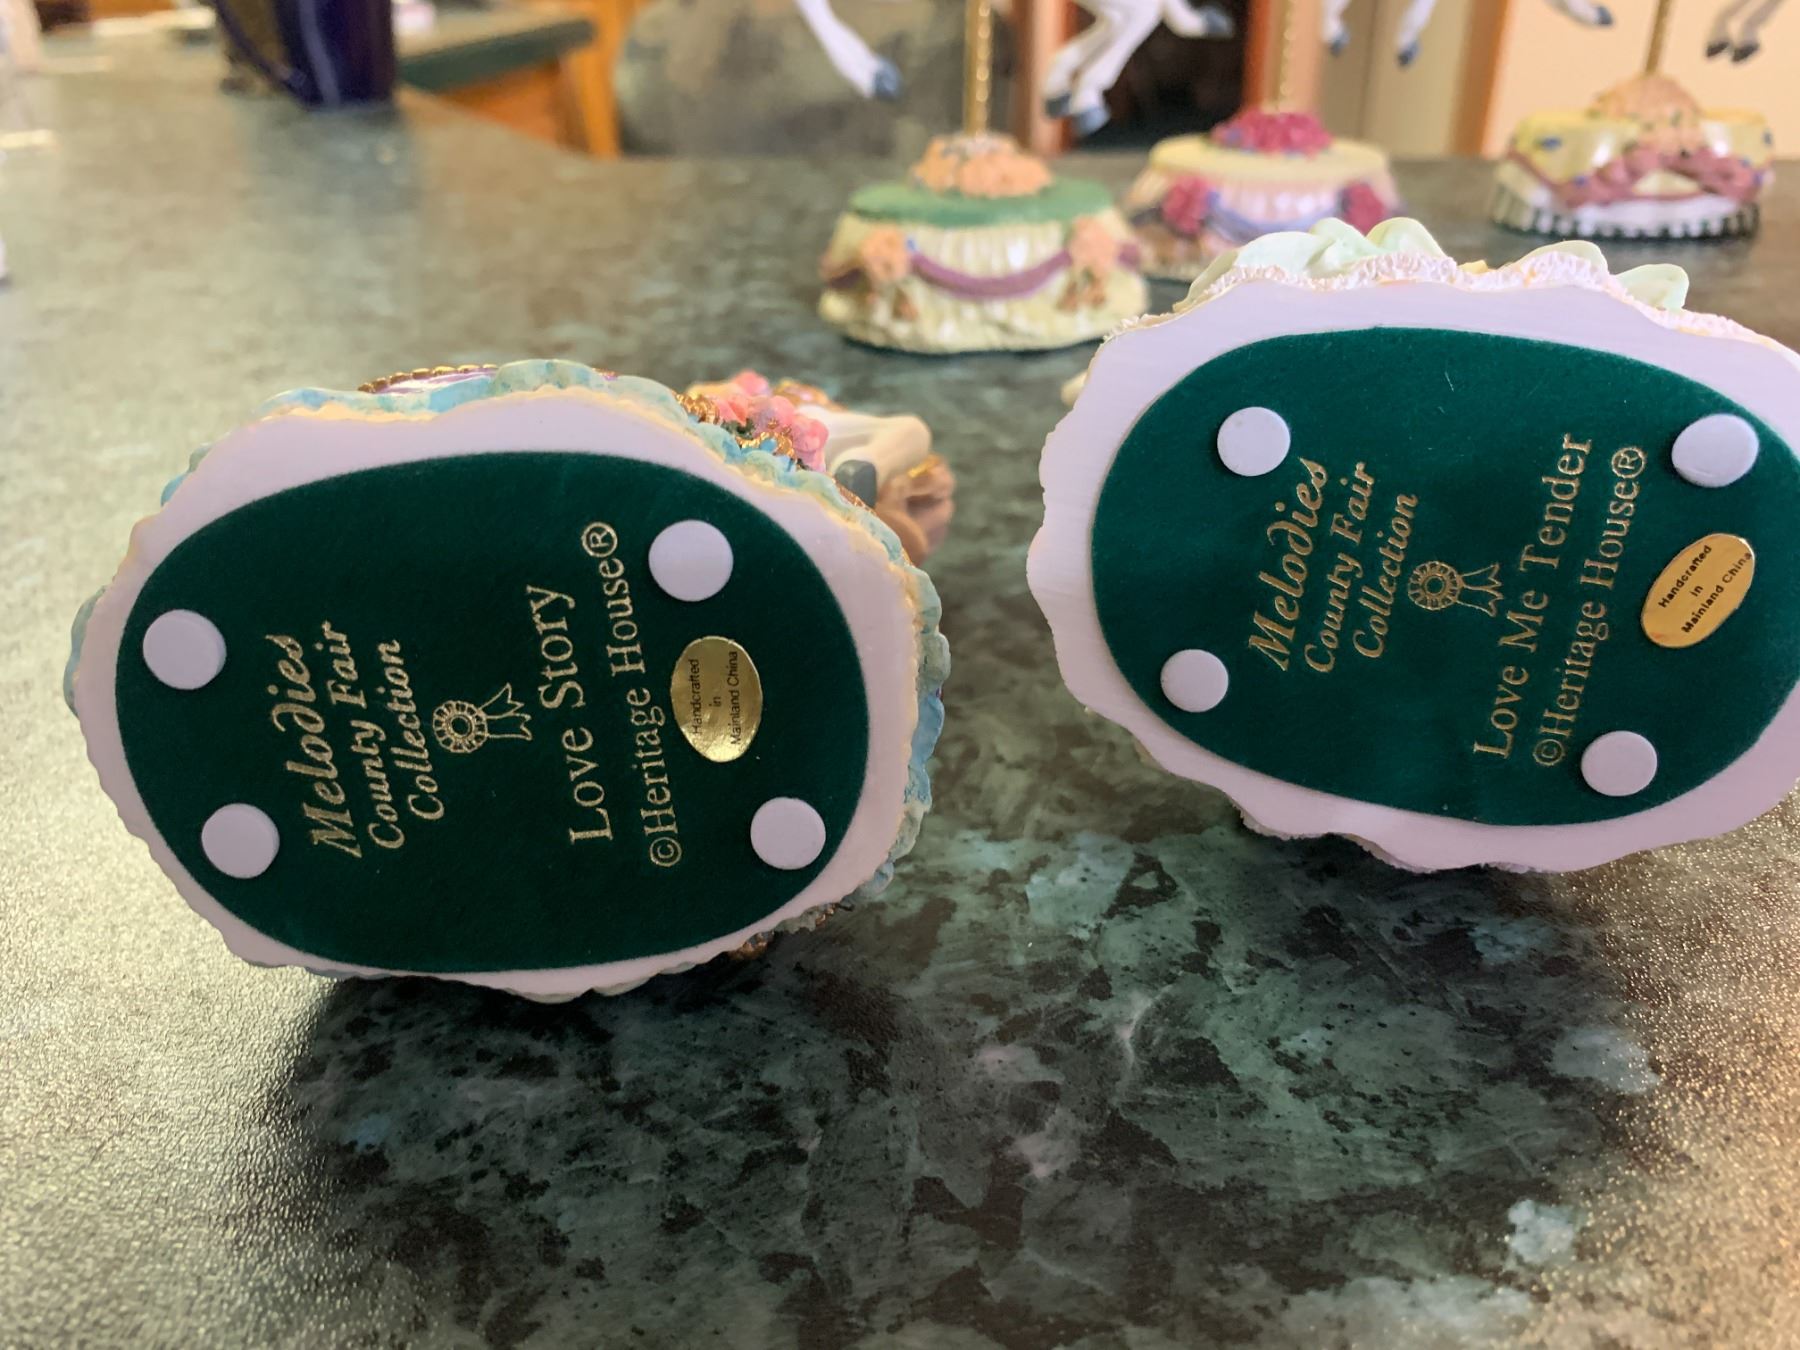 Melodies
County Fair
Collection
Love Story
©Heritage House®
Handcrafted
in
Mainland China
Melodies
County Fair
Collection
Love Me Tender
©Heritage House®
Handcrafted
in
Mainland China